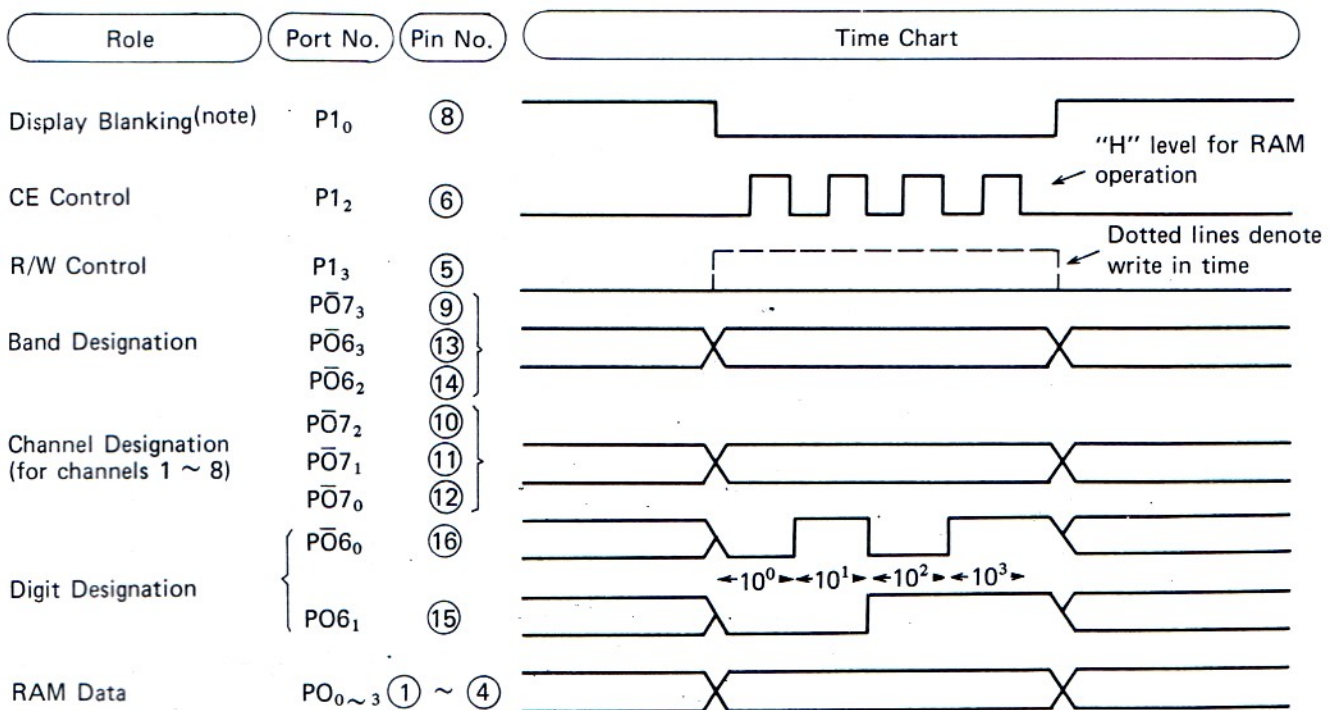 Role Port No. Pin No. Time Chart
Display Blanking(note) P1₀ ⑧
"H" level for RAM
operation
CE Control P1₂ ⑥
Dotted lines denote
write in time
R/W Control P1₃ ⑤
PŌ7₃ ⑨
Band Designation PŌ6₃ ⑬
PŌ6₂ ⑭
PŌ7₂ ⑩
Channel Designation
(for channels 1 ~ 8)
PŌ7₁ ⑪
PŌ7₀ ⑫
PŌ6₀ ⑯
Digit Designation
10⁰ 10¹ 10² 10³
PO6₁ ⑮
RAM Data PO₀~₃ ① ~ ④